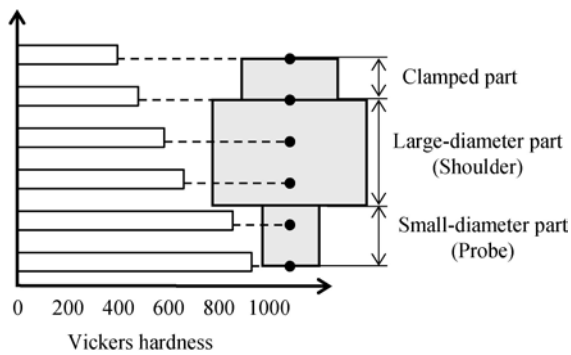 Clamped part
Large-diameter part
(Shoulder)
Small-diameter part
(Probe)
0 200 400 600 800 1000
Vickers hardness